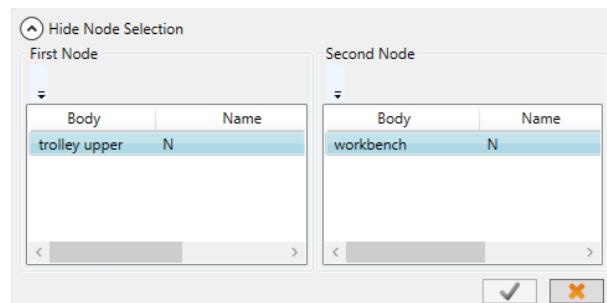 Hide Node Selection
First Node Second Node
Body Name Body Name
trolley upper N workbench N